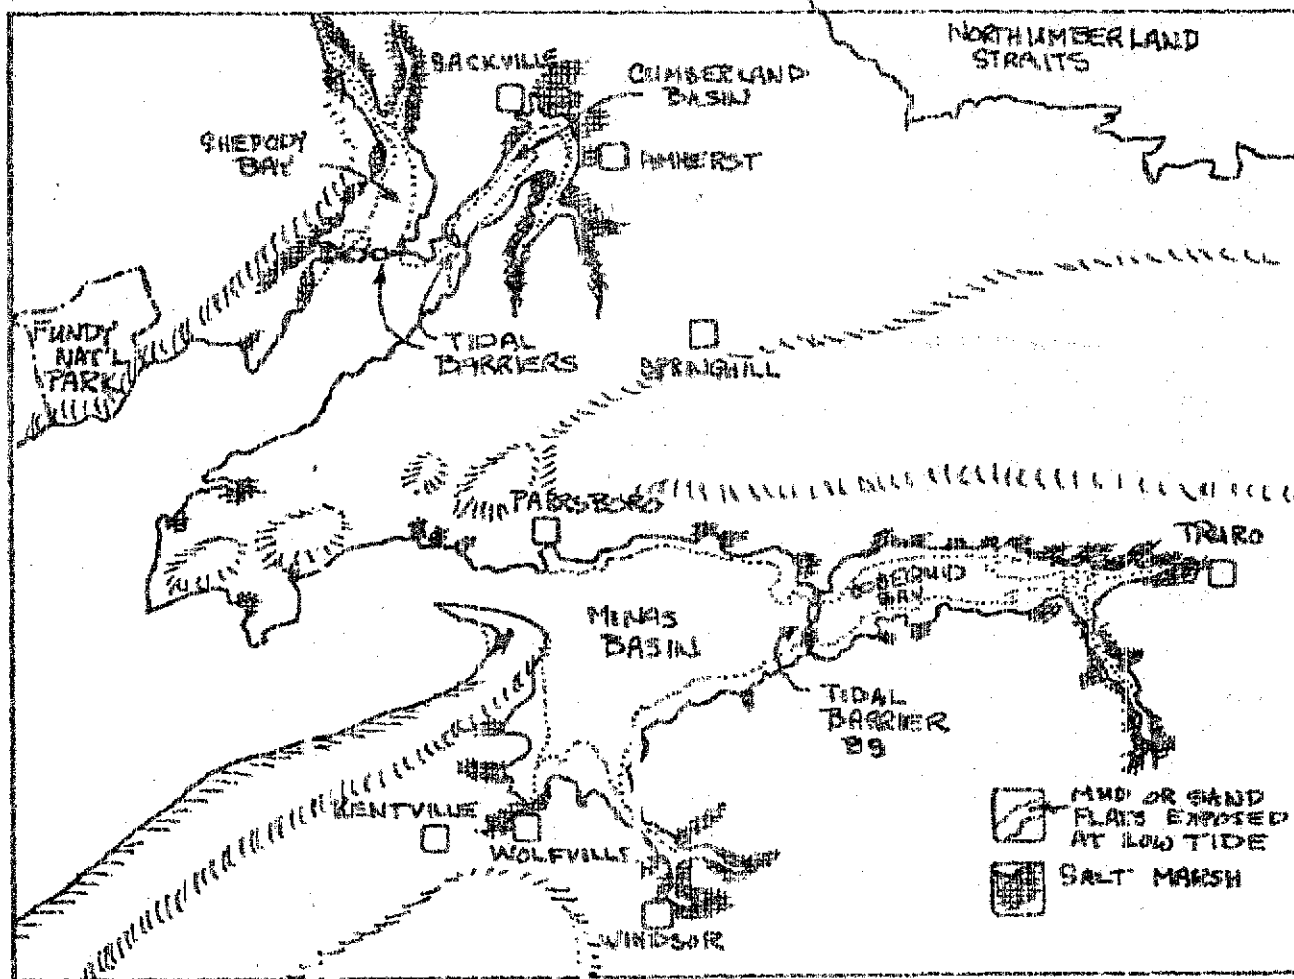 NORTHUMBERLAND
STRAITS
SACKVILLE
CUMBERLAND
BASIN
SHEPODY
BAY
AMHERST
FUNDY
NAT'L
PARK
TIDAL
BARRIERS
SPRINGHILL
PARRSBORO
TRURO
MINAS
BASIN
BAY
TIDAL
BARRIER
B9
KENTVILLE
WOLFVILLE
WINDSOR
MUD OR SAND
FLATS EXPOSED
AT LOW TIDE
SALT MARSH